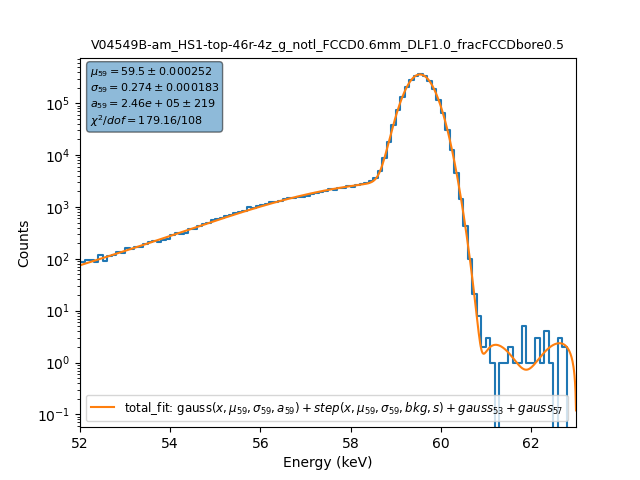 V04549B-am_HS1-top-46r-4z_g_notl_FCCD0.6mm_DLF1.0_fracFCCDbore0.5
μ₅₉ = 59.5 ± 0.000252
σ₅₉ = 0.274 ± 0.000183
a₅₉ = 2.46e + 05 ± 219
χ²/dof = 179.16/108
10⁵
10⁴
10³
10²
10¹
10⁰
10⁻¹
Counts
total_fit: gauss(x, μ₅₉, σ₅₉, a₅₉) + step(x, μ₅₉, σ₅₉, bkg, s) + gauss₅₃ + gauss₅₇
52 54 56 58 60 62
Energy (keV)